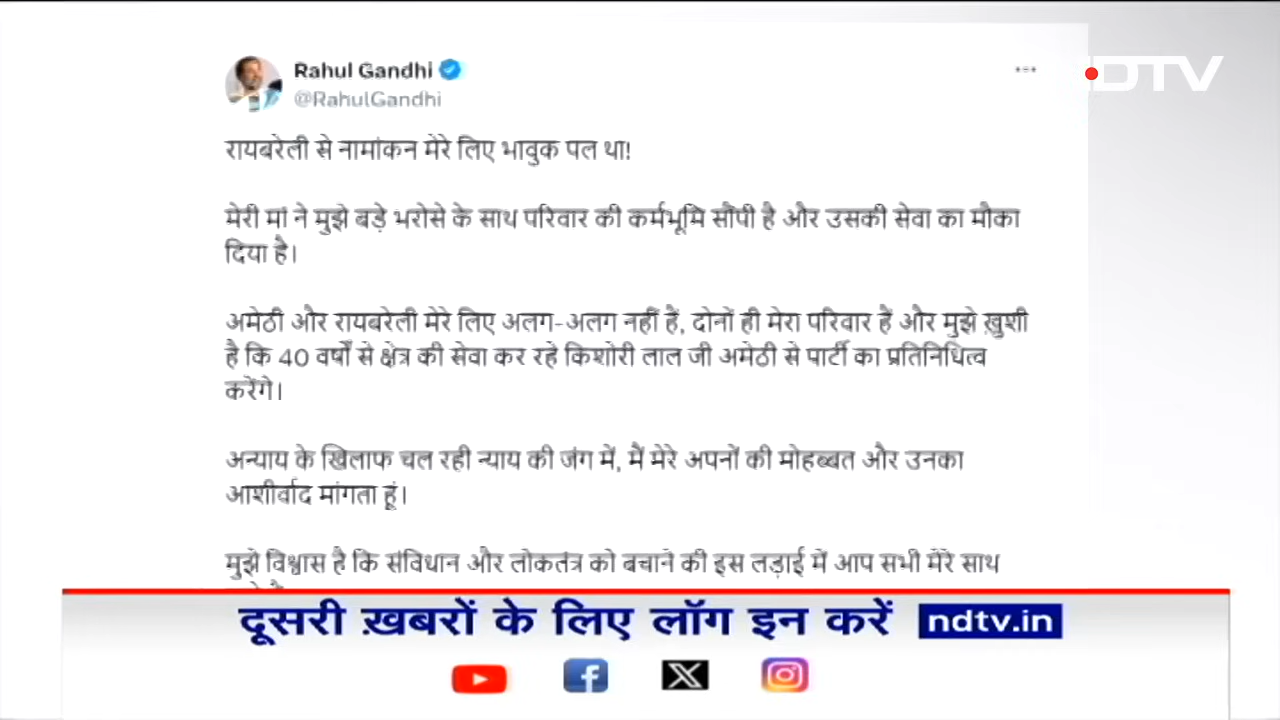 Rahul Gandhi
@RahulGandhi
NDTV
रायबरेली से नामांकन मेरे लिए भावुक पल था!
मेरी मां ने मुझे बड़े भरोसे के साथ परिवार की कर्मभूमि सौंपी है और उसकी सेवा का मौका
दिया है।
अमेठी और रायबरेली मेरे लिए अलग-अलग नहीं हैं, दोनों ही मेरा परिवार हैं और मुझे ख़ुशी
है कि 40 वर्षों से क्षेत्र की सेवा कर रहे किशोरी लाल जी अमेठी से पार्टी का प्रतिनिधित्व
करेंगे।
अन्याय के खिलाफ चल रही न्याय की जंग में, मैं मेरे अपनों की मोहब्बत और उनका
आशीर्वाद मांगता हूं।
मुझे विश्वास है कि संविधान और लोकतंत्र को बचाने की इस लड़ाई में आप सभी मेरे साथ
दूसरी ख़बरों के लिए लॉग इन करें ndtv.in